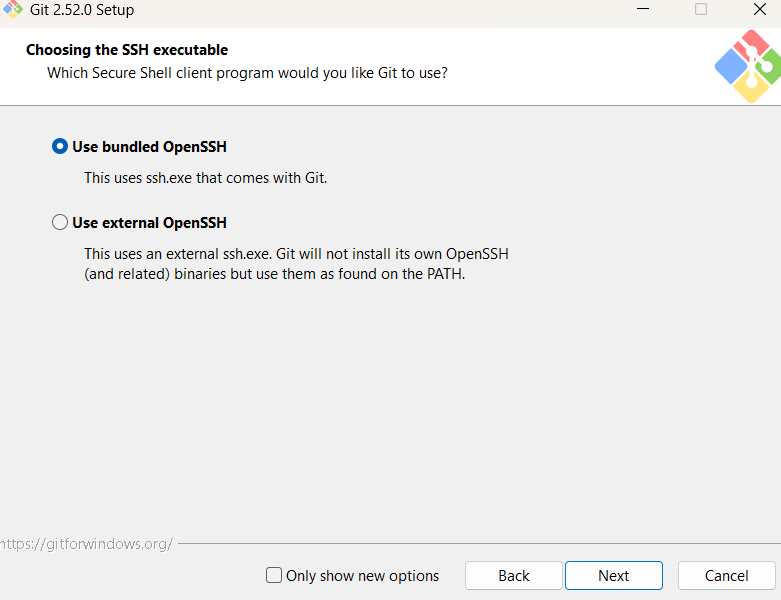 Git 2.52.0 Setup
Choosing the SSH executable
Which Secure Shell client program would you like Git to use?
Use bundled OpenSSH
This uses ssh.exe that comes with Git.
Use external OpenSSH
This uses an external ssh.exe. Git will not install its own OpenSSH
(and related) binaries but use them as found on the PATH.
https://gitforwindows.org/
Only show new options
Back
Next
Cancel